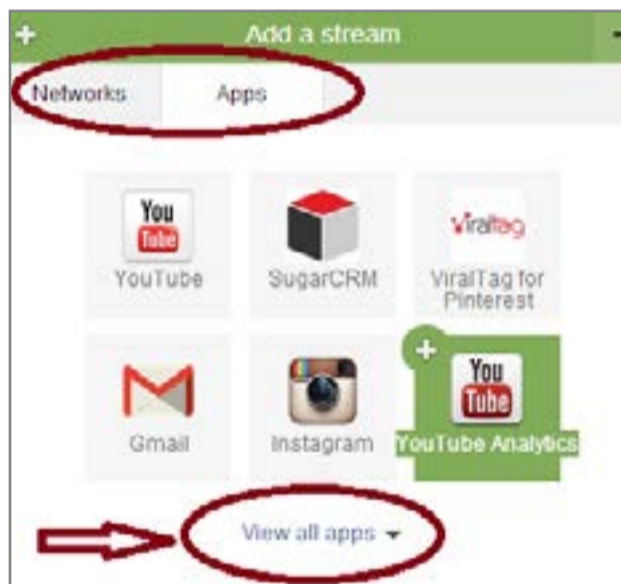 Add a stream
Networks Apps
You
Tube
YouTube
SugarCRM
Viraltag
ViralTag for
Pinterest
Gmail
Instagram
You
Tube
YouTube Analytics
View all apps